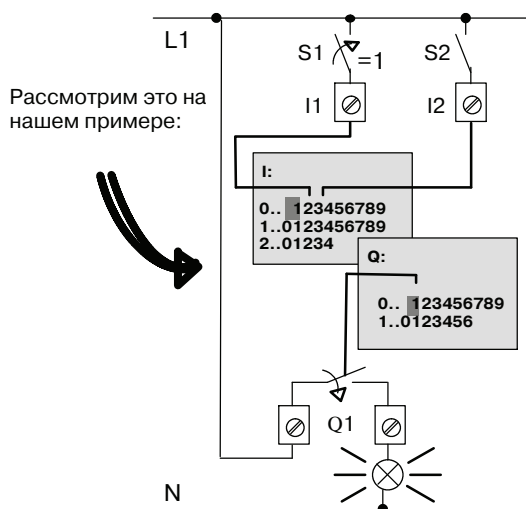 L1
S1
=1
S2
Рассмотрим это на
нашем примере:
I1
I2
I:
0.. 123456789
1..0123456789
2..01234
Q:
0.. 123456789
1..0123456
Q1
N